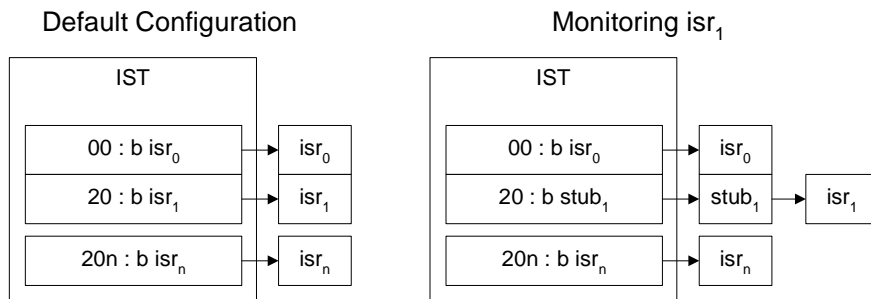 Default Configuration
IST
00 : b isr₀
isr₀
20 : b isr₁
isr₁
20n : b isrₙ
isrₙ
Monitoring isr₁
IST
00 : b isr₀
isr₀
20 : b stub₁
stub₁
isr₁
20n : b isrₙ
isrₙ